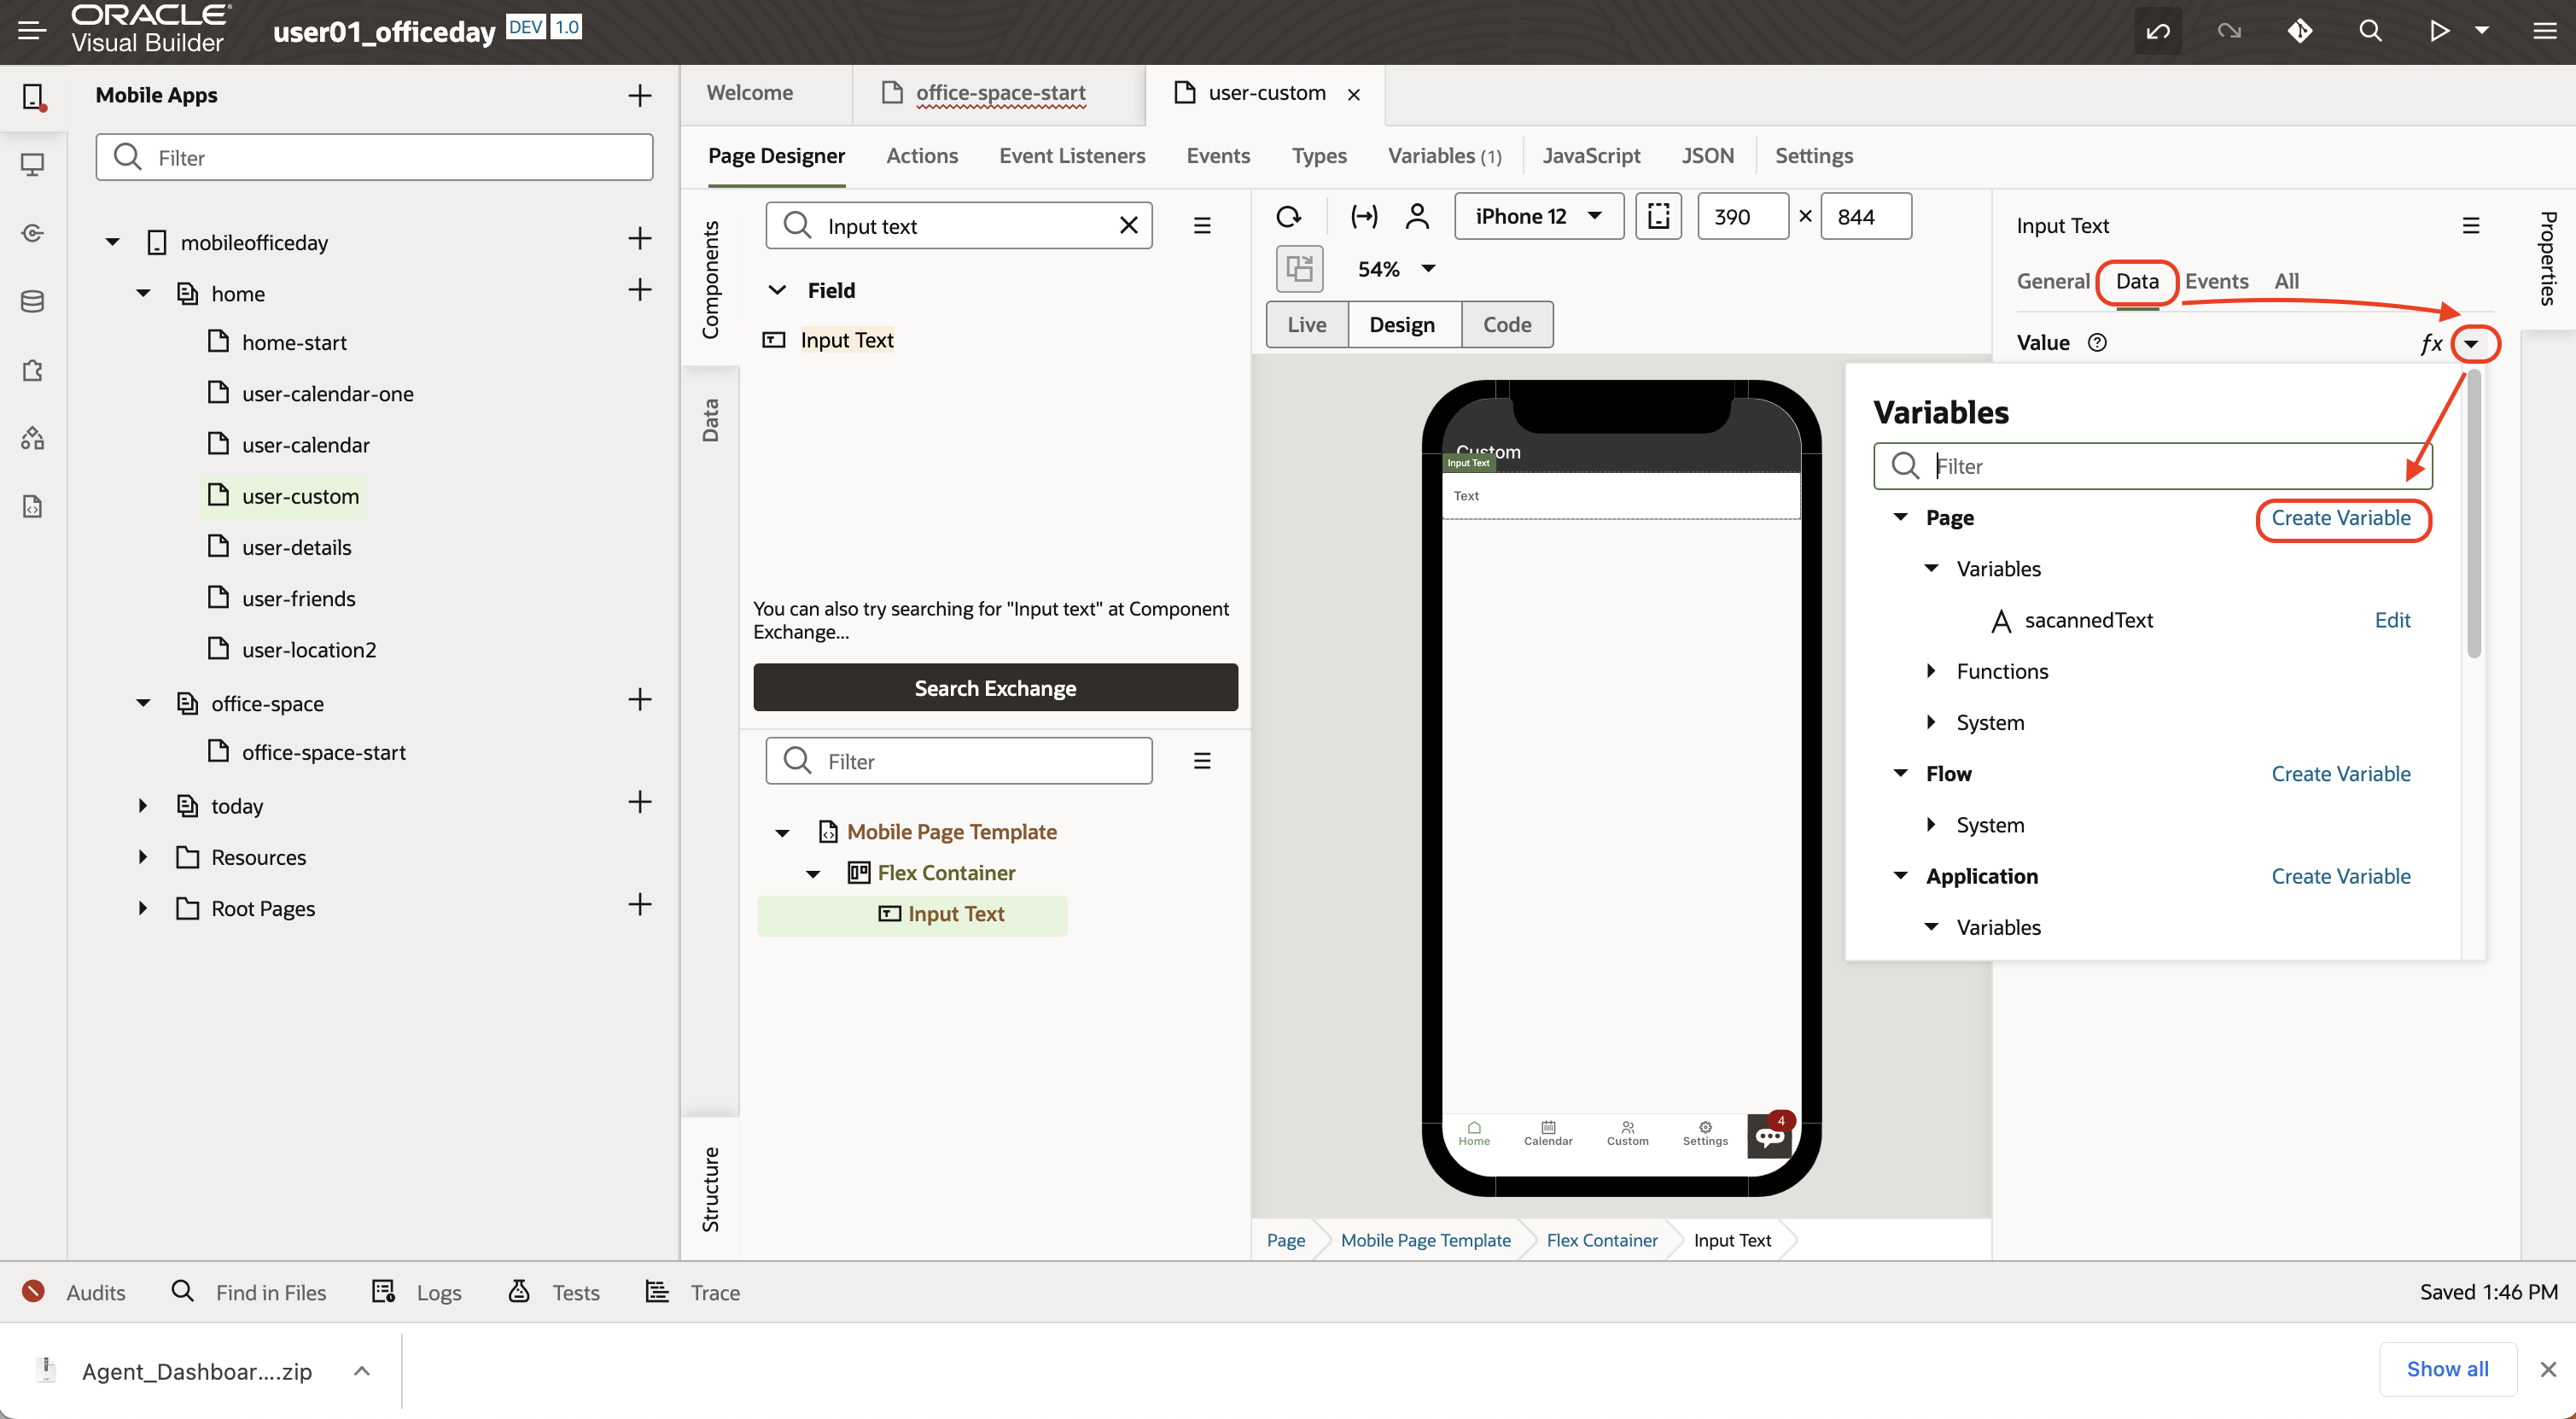 ORACLE
Visual Builder
user01_officeday DEV 1.0
Mobile Apps
Filter
mobileofficeday
home
home-start
user-calendar-one
user-calendar
user-custom
user-details
user-friends
user-location2
office-space
office-space-start
today
Resources
Root Pages
Welcome
office-space-start
user-custom
Page Designer
Actions
Event Listeners
Events
Types
Variables (1)
JavaScript
JSON
Settings
Components
Data
Structure
Input text
Field
Input Text
You can also try searching for "Input text" at Component
Exchange...
Search Exchange
Filter
Mobile Page Template
Flex Container
Input Text
iPhone 12
390 × 844
54%
Live
Design
Code
Custom
Input Text
Text
Home
Calendar
Custom
Settings
4
Page
Mobile Page Template
Flex Container
Input Text
Properties
Input Text
General
Data
Events
All
Value
fx
Variables
Filter
Page
Create Variable
Variables
sacannedText
Edit
Functions
System
Flow
Create Variable
System
Application
Create Variable
Variables
Audits
Find in Files
Logs
Tests
Trace
Saved 1:46 PM
Agent_Dashboar....zip
Show all